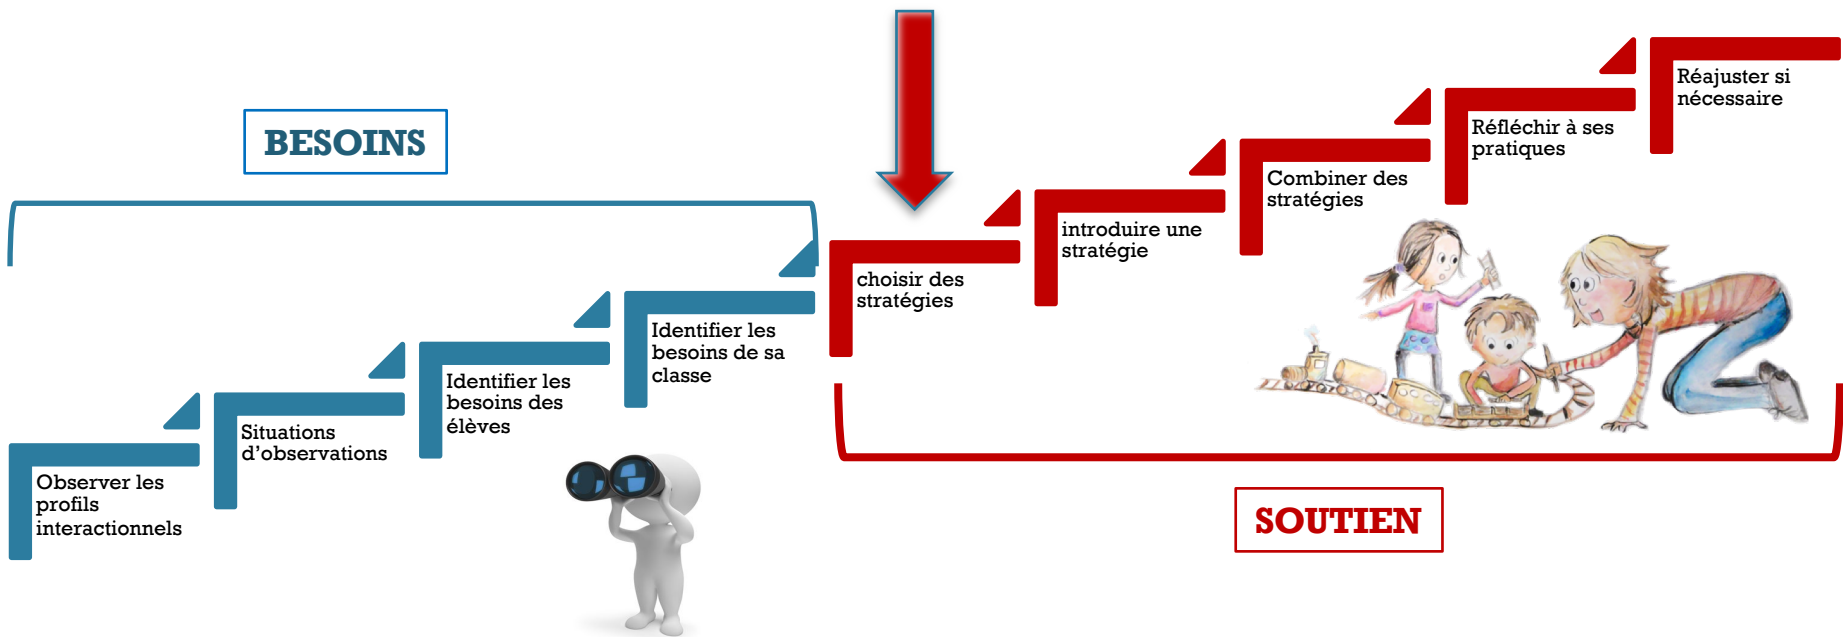 BESOINS
Observer les
profils
interactionnels
Situations
d’observations
Identifier les
besoins des
élèves
Identifier les
besoins de sa
classe
choisir des
stratégies
introduire une
stratégie
Combiner des
stratégies
Réfléchir à ses
pratiques
Réajuster si
nécessaire
SOUTIEN